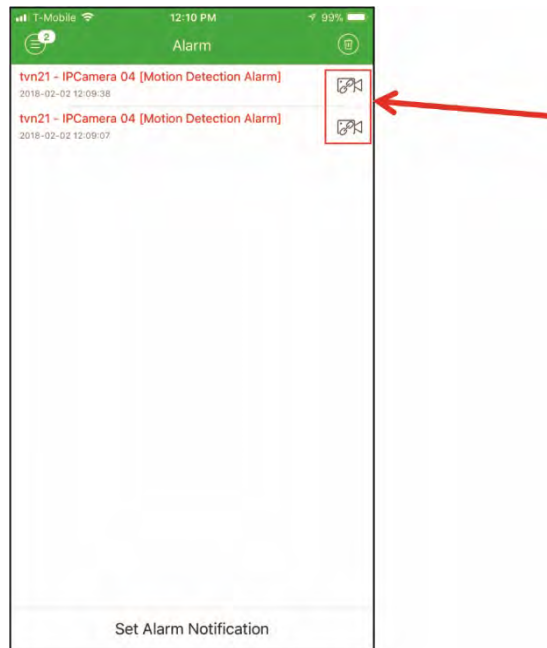 T-Mobile 12:10 PM 99%
2
Alarm
tvn21 - IPCamera 04 [Motion Detection Alarm]
2018-02-02 12:09:38
tvn21 - IPCamera 04 [Motion Detection Alarm]
2018-02-02 12:09:07
Set Alarm Notification